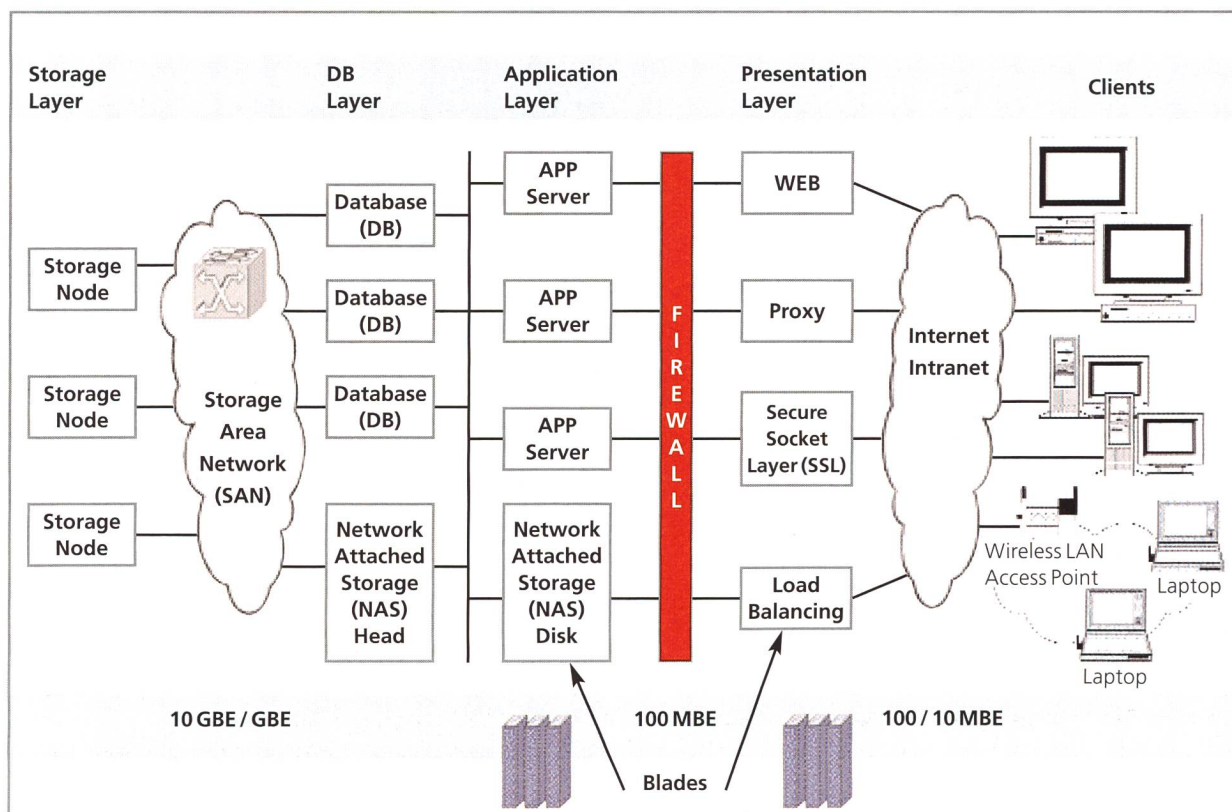 Storage
Layer
DB
Layer
Application
Layer
Presentation
Layer
Clients
Storage
Node
Storage
Node
Storage
Node
Storage
Area
Network
(SAN)
Database
(DB)
Database
(DB)
Database
(DB)
Network
Attached
Storage
(NAS)
Head
APP
Server
APP
Server
APP
Server
Network
Attached
Storage
(NAS)
Disk
FIREWALL
WEB
Proxy
Secure
Socket
Layer (SSL)
Load
Balancing
Internet
Intranet
Wireless LAN
Access Point
Laptop
Laptop
10 GBE / GBE
100 MBE
100 / 10 MBE
Blades